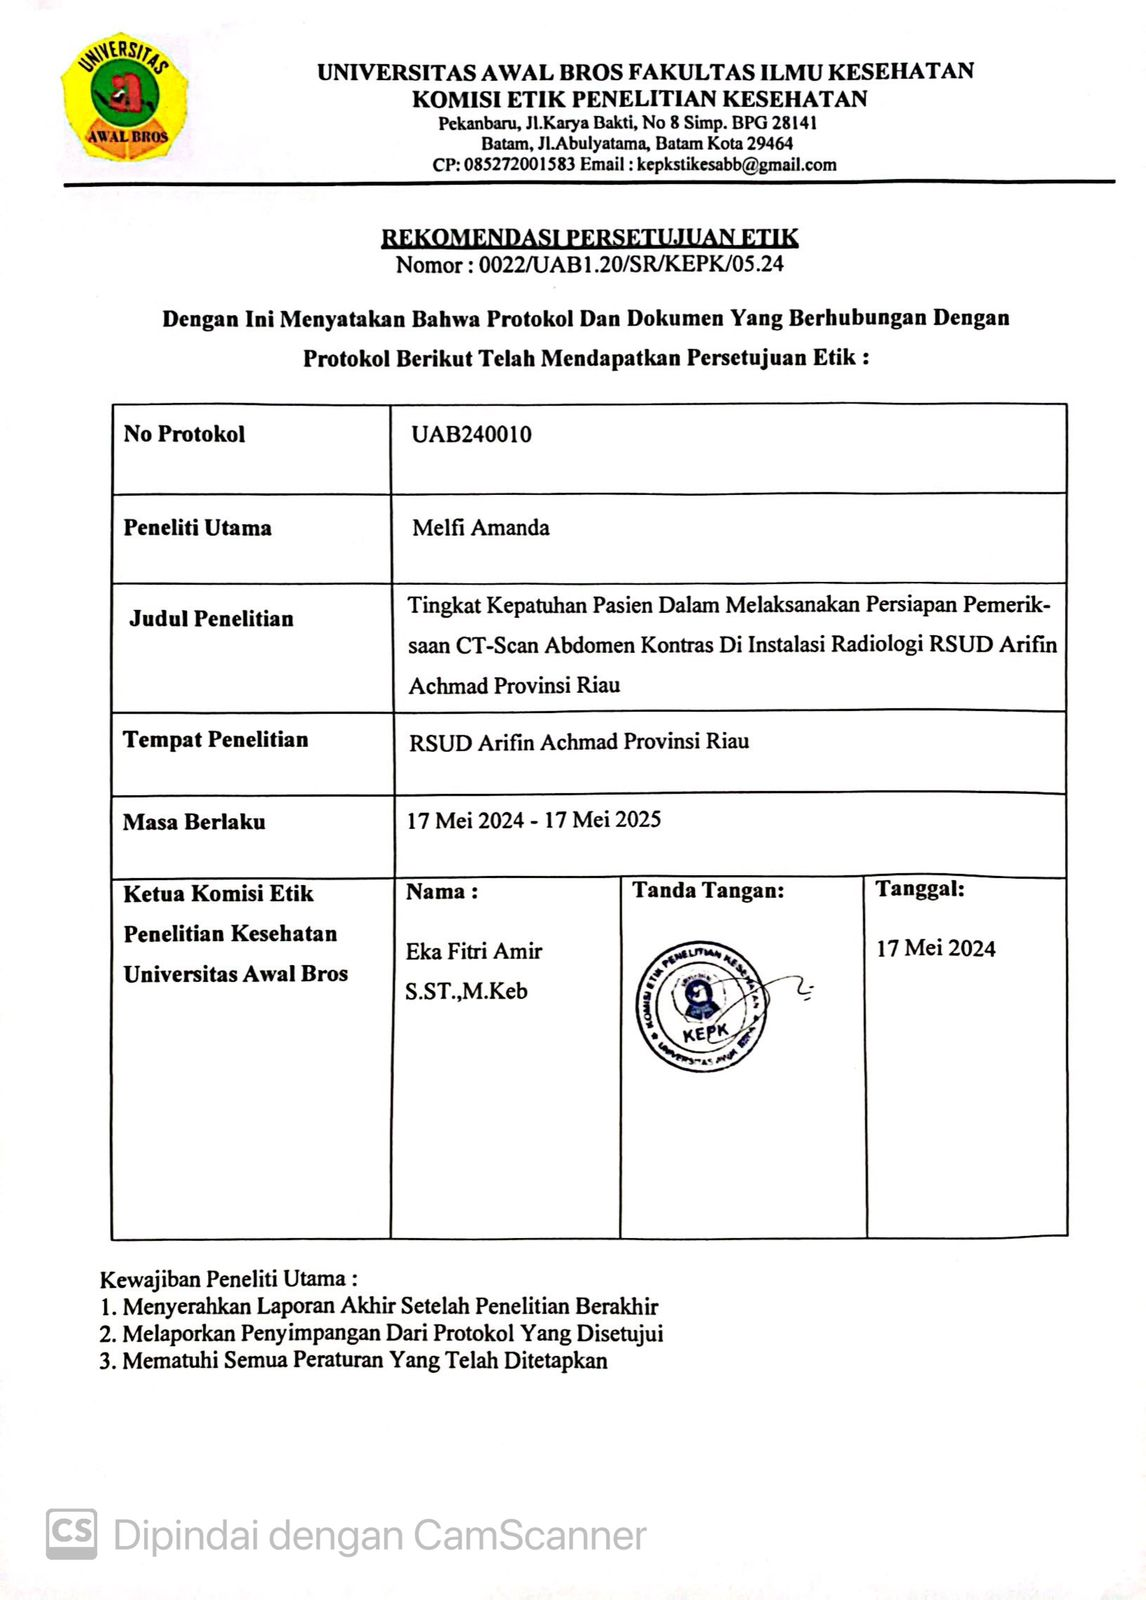 UNIVERSITAS
AWAL BROS
UNIVERSITAS AWAL BROS FAKULTAS ILMU KESEHATAN
KOMISI ETIK PENELITIAN KESEHATAN
Pekanbaru, Jl.Karya Bakti, No 8 Simp. BPG 28141
Batam, Jl.Abulyatama, Batam Kota 29464
CP: 085272001583 Email : kepkstikesabb@gmail.com
REKOMENDASI PERSETUJUAN ETIK
Nomor : 0022/UAB1.20/SR/KEPK/05.24
Dengan Ini Menyatakan Bahwa Protokol Dan Dokumen Yang Berhubungan Dengan
Protokol Berikut Telah Mendapatkan Persetujuan Etik :
No Protokol
UAB240010
Peneliti Utama
Melfi Amanda
Judul Penelitian
Tingkat Kepatuhan Pasien Dalam Melaksanakan Persiapan Pemerik-
saan CT-Scan Abdomen Kontras Di Instalasi Radiologi RSUD Arifin
Achmad Provinsi Riau
Tempat Penelitian
RSUD Arifin Achmad Provinsi Riau
Masa Berlaku
17 Mei 2024 - 17 Mei 2025
Ketua Komisi Etik
Penelitian Kesehatan
Universitas Awal Bros
Nama :
Eka Fitri Amir
S.ST.,M.Keb
Tanda Tangan:
KOMISI ETIK PENELITIAN KESEHATAN
KEPK
UNIVERSITAS AWAL BROS
Tanggal:
17 Mei 2024
Kewajiban Peneliti Utama :
1. Menyerahkan Laporan Akhir Setelah Penelitian Berakhir
2. Melaporkan Penyimpangan Dari Protokol Yang Disetujui
3. Mematuhi Semua Peraturan Yang Telah Ditetapkan
CS Dipindai dengan CamScanner